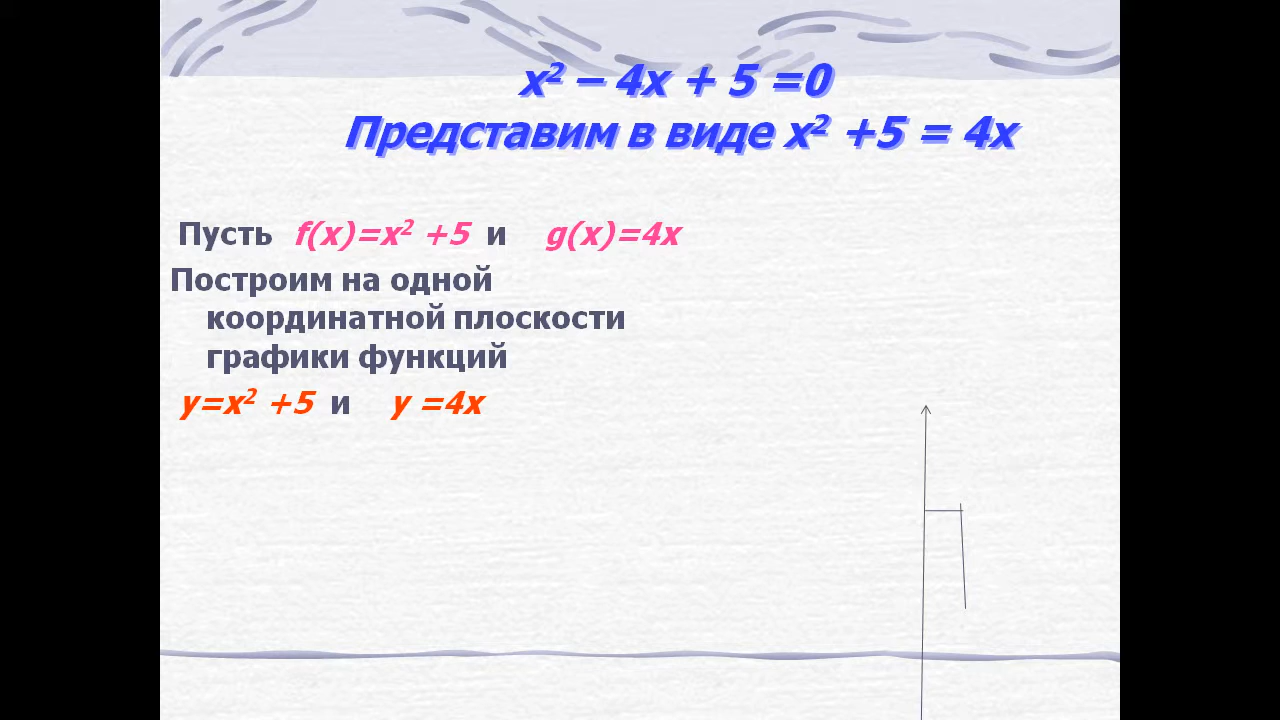 x² – 4x + 5 =0
Представим в виде x² +5 = 4x
Пусть f(x)=x² +5 и g(x)=4x
Построим на одной
координатной плоскости
графики функций
y=x² +5 и y =4x